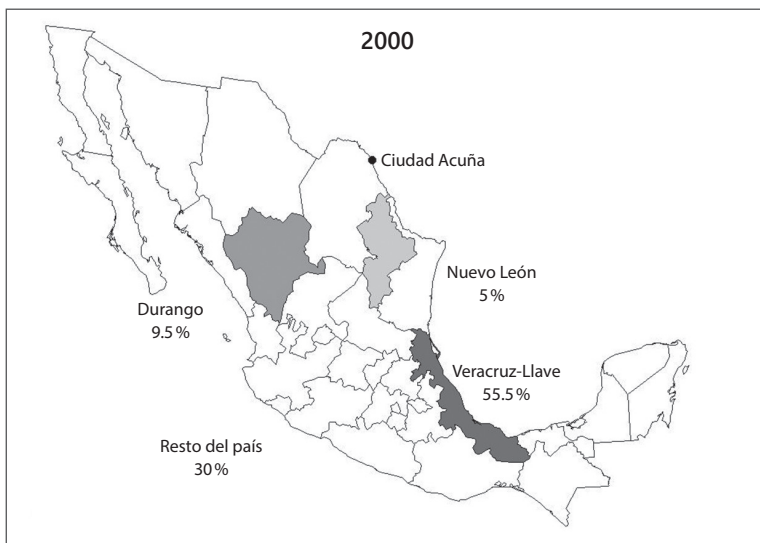 2000
Ciudad Acuña
Nuevo León
5 %
Durango
9.5 %
Veracruz-Llave
55.5 %
Resto del país
30 %